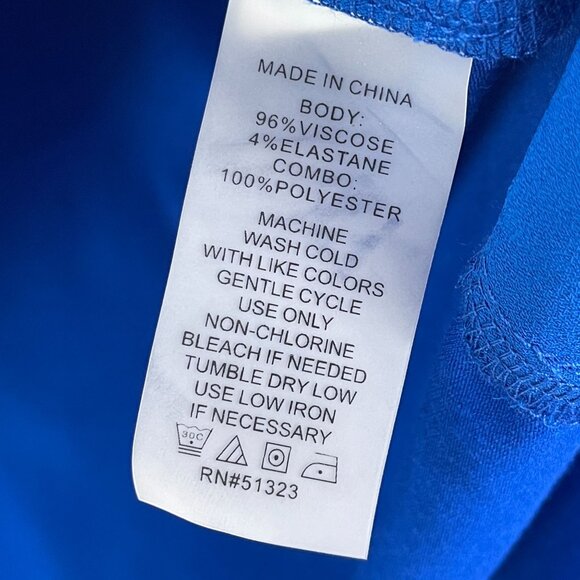 MADE IN CHINA
BODY:
96%VISCOSE
4%ELASTANE
COMBO:
100%POLYESTER
MACHINE
WASH COLD
WITH LIKE COLORS
GENTLE CYCLE
USE ONLY
NON-CHLORINE
BLEACH IF NEEDED
TUMBLE DRY LOW
USE LOW IRON
IF NECESSARY
30C
RN#51323